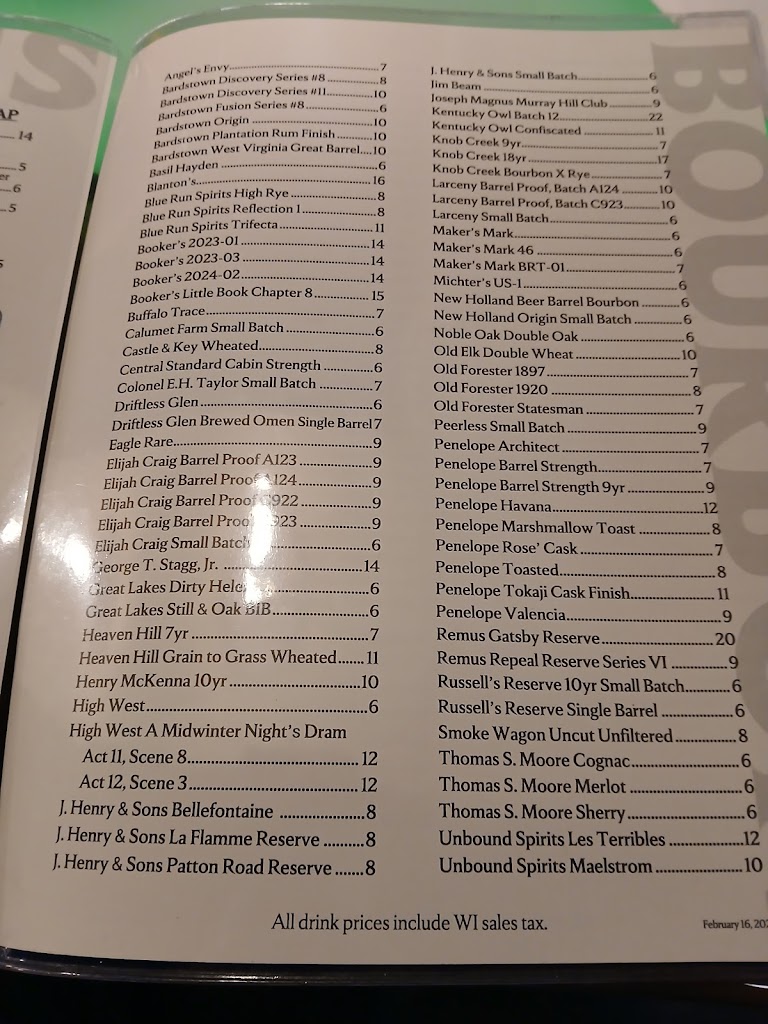 S
AP
14
5
er
6
5
5
BOURBO
Angel's Envy 7
Bardstown Discovery Series #8 8
Bardstown Discovery Series #11 10
Bardstown Fusion Series #8 6
Bardstown Origin 10
Bardstown Plantation Rum Finish 10
Bardstown West Virginia Great Barrel 10
Basil Hayden 6
Blanton's 16
Blue Run Spirits High Rye 8
Blue Run Spirits Reflection 1 8
Blue Run Spirits Trifecta 11
Booker's 2023-01 14
Booker's 2023-03 14
Booker's 2024-02 14
Booker's Little Book Chapter 8 15
Buffalo Trace 7
Calumet Farm Small Batch 6
Castle & Key Wheated 8
Central Standard Cabin Strength 6
Colonel E.H. Taylor Small Batch 7
Driftless Glen 6
Driftless Glen Brewed Omen Single Barrel 7
Eagle Rare 9
Elijah Craig Barrel Proof A123 9
Elijah Craig Barrel Proof A124 9
Elijah Craig Barrel Proof C922 9
Elijah Craig Barrel Proof C923 9
Elijah Craig Small Batch 6
George T. Stagg, Jr. 14
Great Lakes Dirty Hele 6
Great Lakes Still & Oak BIB 6
Heaven Hill 7yr 7
Heaven Hill Grain to Grass Wheated 11
Henry McKenna 10yr 10
High West 6
High West A Midwinter Night's Dram
Act 11, Scene 8 12
Act 12, Scene 3 12
J. Henry & Sons Bellefontaine 8
J. Henry & Sons La Flamme Reserve 8
J. Henry & Sons Patton Road Reserve 8
J. Henry & Sons Small Batch 6
Jim Beam 6
Joseph Magnus Murray Hill Club 9
Kentucky Owl Batch 12 22
Kentucky Owl Confiscated 11
Knob Creek 9yr 7
Knob Creek 18yr 17
Knob Creek Bourbon X Rye 7
Larceny Barrel Proof, Batch A124 10
Larceny Barrel Proof, Batch C923 10
Larceny Small Batch 6
Maker's Mark 6
Maker's Mark 46 6
Maker's Mark BRT-01 7
Michter's US-1 6
New Holland Beer Barrel Bourbon 6
New Holland Origin Small Batch 6
Noble Oak Double Oak 6
Old Elk Double Wheat 10
Old Forester 1897 7
Old Forester 1920 8
Old Forester Statesman 7
Peerless Small Batch 9
Penelope Architect 7
Penelope Barrel Strength 7
Penelope Barrel Strength 9yr 9
Penelope Havana 12
Penelope Marshmallow Toast 8
Penelope Rose' Cask 7
Penelope Toasted 8
Penelope Tokaji Cask Finish 11
Penelope Valencia 9
Remus Gatsby Reserve 20
Remus Repeal Reserve Series VI 9
Russell's Reserve 10yr Small Batch 6
Russell's Reserve Single Barrel 6
Smoke Wagon Uncut Unfiltered 8
Thomas S. Moore Cognac 6
Thomas S. Moore Merlot 6
Thomas S. Moore Sherry 6
Unbound Spirits Les Terribles 12
Unbound Spirits Maelstrom 10
All drink prices include WI sales tax.
February 16, 202